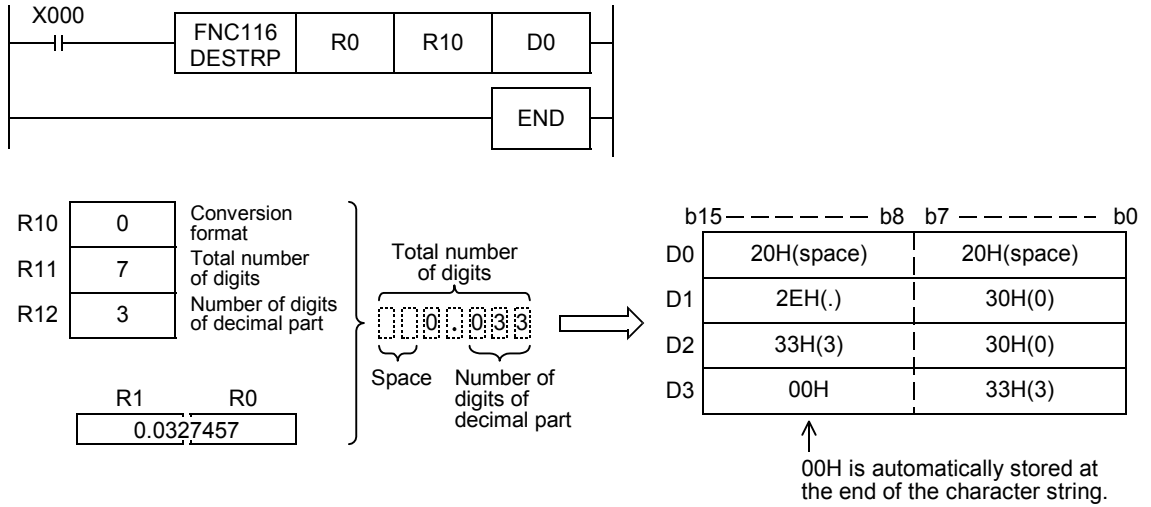 X000
FNC116
DESTRP
R0
R10
D0
END
R10
0
Conversion
format
R11
7
Total number
of digits
R12
3
Number of digits
of decimal part
R1
R0
0.0327457
Total number
of digits
0.033
Space
Number of
digits of
decimal part
b15 b8 b7 b0
D0 20H(space) 20H(space)
D1 2EH(.) 30H(0)
D2 33H(3) 30H(0)
D3 00H 33H(3)
00H is automatically stored at
the end of the character string.